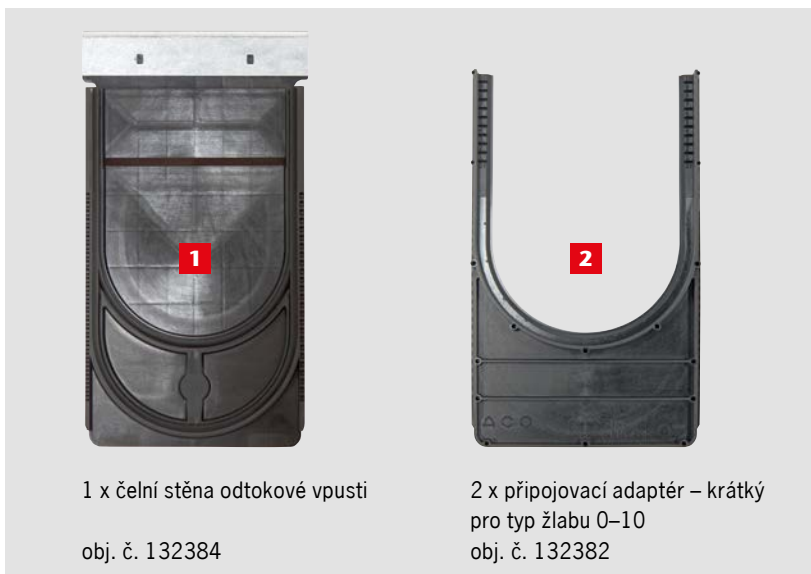 1
2
1 x čelní stěna odtokové vpusti
obj. č. 132384
2 x připojovací adaptér – krátký
pro typ žlabu 0–10
obj. č. 132382